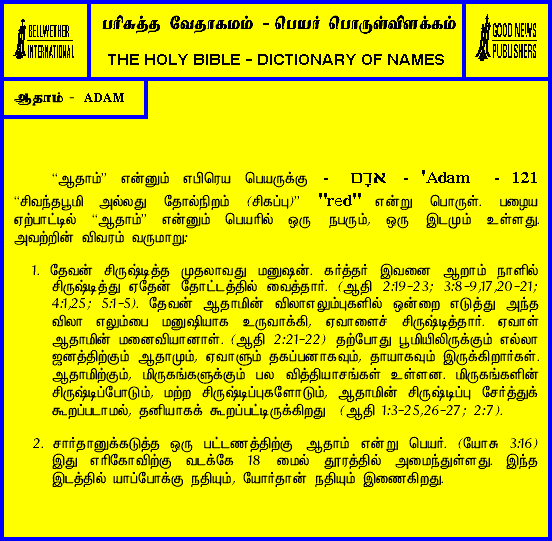 BELLWETHER
INTERNATIONAL
பரிசுத்த வேதாகமம் - பெயர் பொருள்விளக்கம்
THE HOLY BIBLE - DICTIONARY OF NAMES
GOOD NEWS
PUBLISHERS
ஆதாம் - ADAM
“ஆதாம்” என்னும் எபிரெய பெயருக்கு - אָדָם - 'Adam - 121
“சிவந்தபூமி அல்லது தோல்நிறம் (சிகப்பு)” "red" என்று பொருள். பழைய
ஏற்பாட்டில் “ஆதாம்” என்னும் பெயரில் ஒரு நபரும், ஒரு இடமும் உள்ளது.
அவற்றின் விவரம் வருமாறு:
1. தேவன் சிருஷ்டித்த முதலாவது மனுஷன். கர்த்தர் இவனை ஆறாம் நாளில்
சிருஷ்டித்து ஏதேன் தோட்டத்தில் வைத்தார். (ஆதி 2:19-23; 3:8-9,17,20-21;
4:1,25; 5:1-5). தேவன் ஆதாமின் விலாஎலும்புகளில் ஒன்றை எடுத்து அந்த
விலா எலும்பை மனுஷியாக உருவாக்கி, ஏவாளைச் சிருஷ்டித்தார். ஏவாள்
ஆதாமின் மனைவியானாள். (ஆதி 2:21-22) தற்போது பூமியிலிருக்கும் எல்லா
ஜனத்திற்கும் ஆதாமும், ஏவாளும் தகப்பனாகவும், தாயாகவும் இருக்கிறார்கள்.
ஆதாமிற்கும், மிருகங்களுக்கும் பல வித்தியாசங்கள் உள்ளன. மிருகங்களின்
சிருஷ்டிப்போடும், மற்ற சிருஷ்டிப்புகளோடும், ஆதாமின் சிருஷ்டிப்பு சேர்த்துக்
கூறப்படாமல், தனியாகக் கூறப்பட்டிருக்கிறது (ஆதி 1:3-25,26-27; 2:7).
2. சார்தானுக்கடுத்த ஒரு பட்டணத்திற்கு ஆதாம் என்று பெயர். (யோசு 3:16)
இது எரிகோவிற்கு வடக்கே 18 மைல் தூரத்தில் அமைந்துள்ளது. இந்த
இடத்தில் யாப்போக்கு நதியும், யோர்தான் நதியும் இணைகிறது.